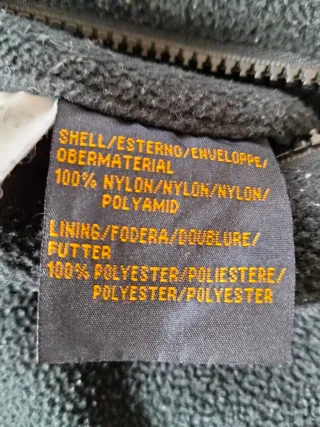 SHELL/ESTERNO/ENVELOPPE/
OBERMATERIAL
100% NYLON/NYLON/NYLON/
POLYAMID
LINING/FODERA/DOUBLURE/
FUTTER
100% POLYESTER/POLIESTERE/
POLYESTER/POLYESTER